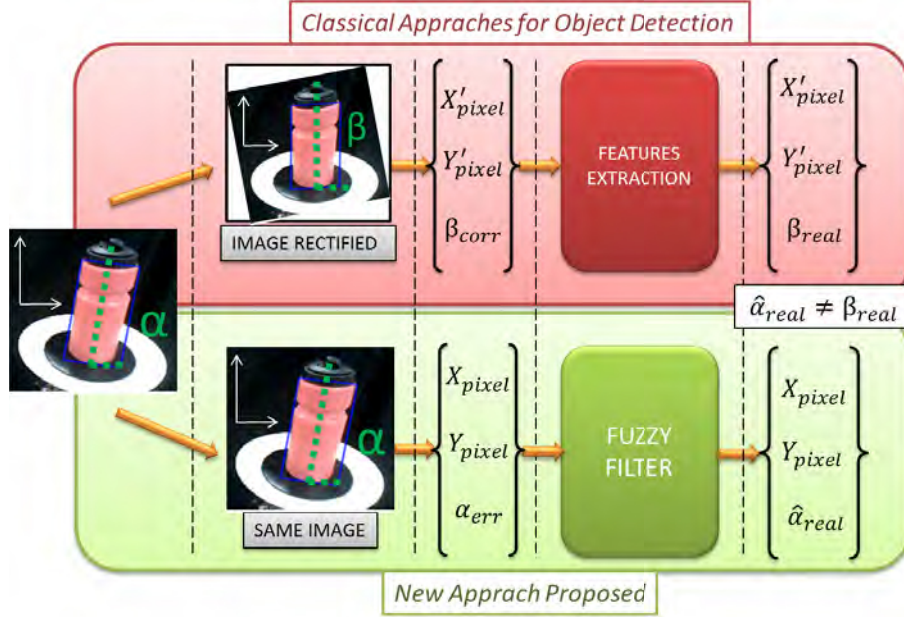 Classical Appraches for Object Detection
β
IMAGE RECTIFIED
X'pixel
Y'pixel
βcorr
FEATURES
EXTRACTION
X'pixel
Y'pixel
βreal
α
α̂real ≠ βreal
α
SAME IMAGE
Xpixel
Ypixel
αerr
FUZZY
FILTER
Xpixel
Ypixel
α̂real
New Apprach Proposed